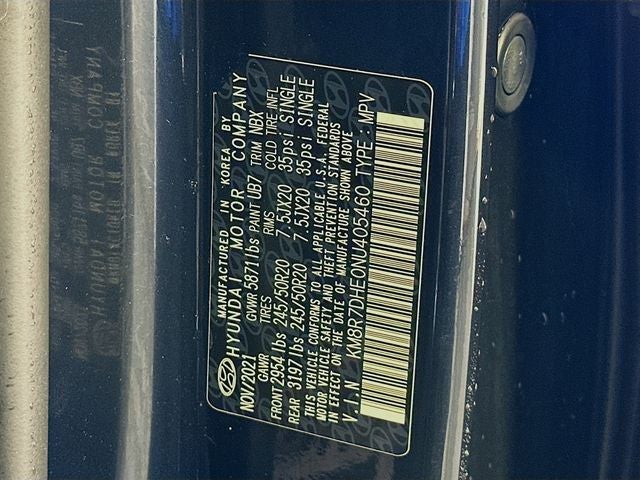 MANUFACTURED IN KOREA BY
HYUNDAI MOTOR COMPANY
NOV/2021 GVWR 5871lbs PAINT UB7 TRIM NBX
GAWR TIRES RIMS COLD TIRE INFL
FRONT 2954 lbs 245/50R20 7.5JX20 35psi SINGLE
REAR 3197 lbs 245/50R20 7.5JX20 35psi SINGLE
THIS VEHICLE CONFORMS TO ALL APPLICABLE U.S.A. FEDERAL
MOTOR VEHICLE SAFETY AND THEFT PREVENTION STANDARDS
IN EFFECT ON THE DATE OF MANUFACTURE SHOWN ABOVE
V.I.N : KM8R7DHE0NU405460 TYPE : MPV